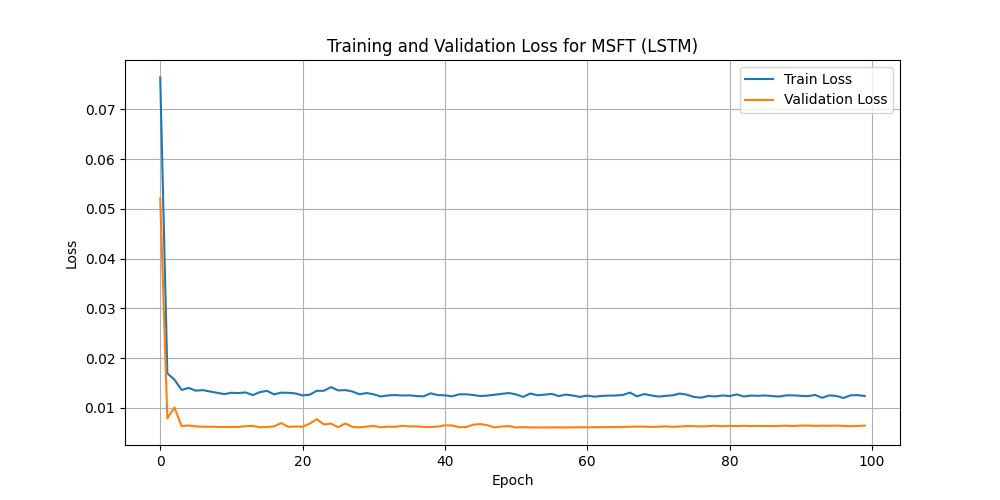 Training and Validation Loss for MSFT (LSTM)
Train Loss
Validation Loss
Loss
0.07
0.06
0.05
0.04
0.03
0.02
0.01
0 20 40 60 80 100
Epoch